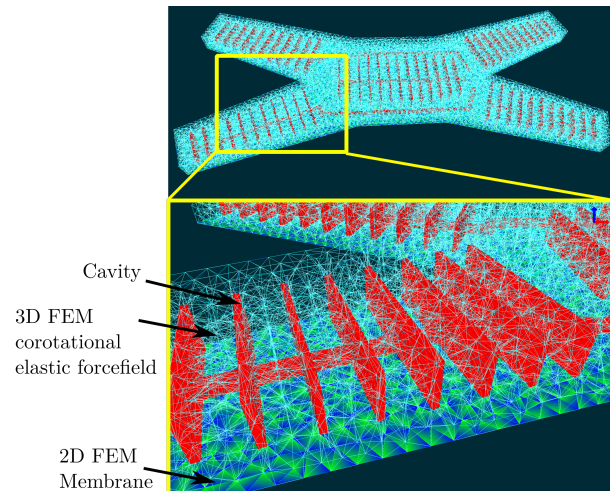 Cavity
3D FEM
corotational
elastic forcefield
2D FEM
Membrane